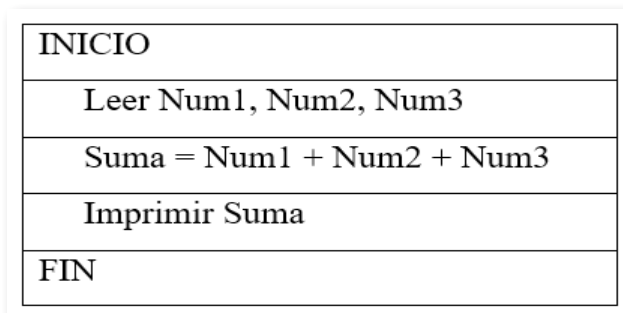 INICIO
Leer Num1, Num2, Num3
Suma = Num1 + Num2 + Num3
Imprimir Suma
FIN